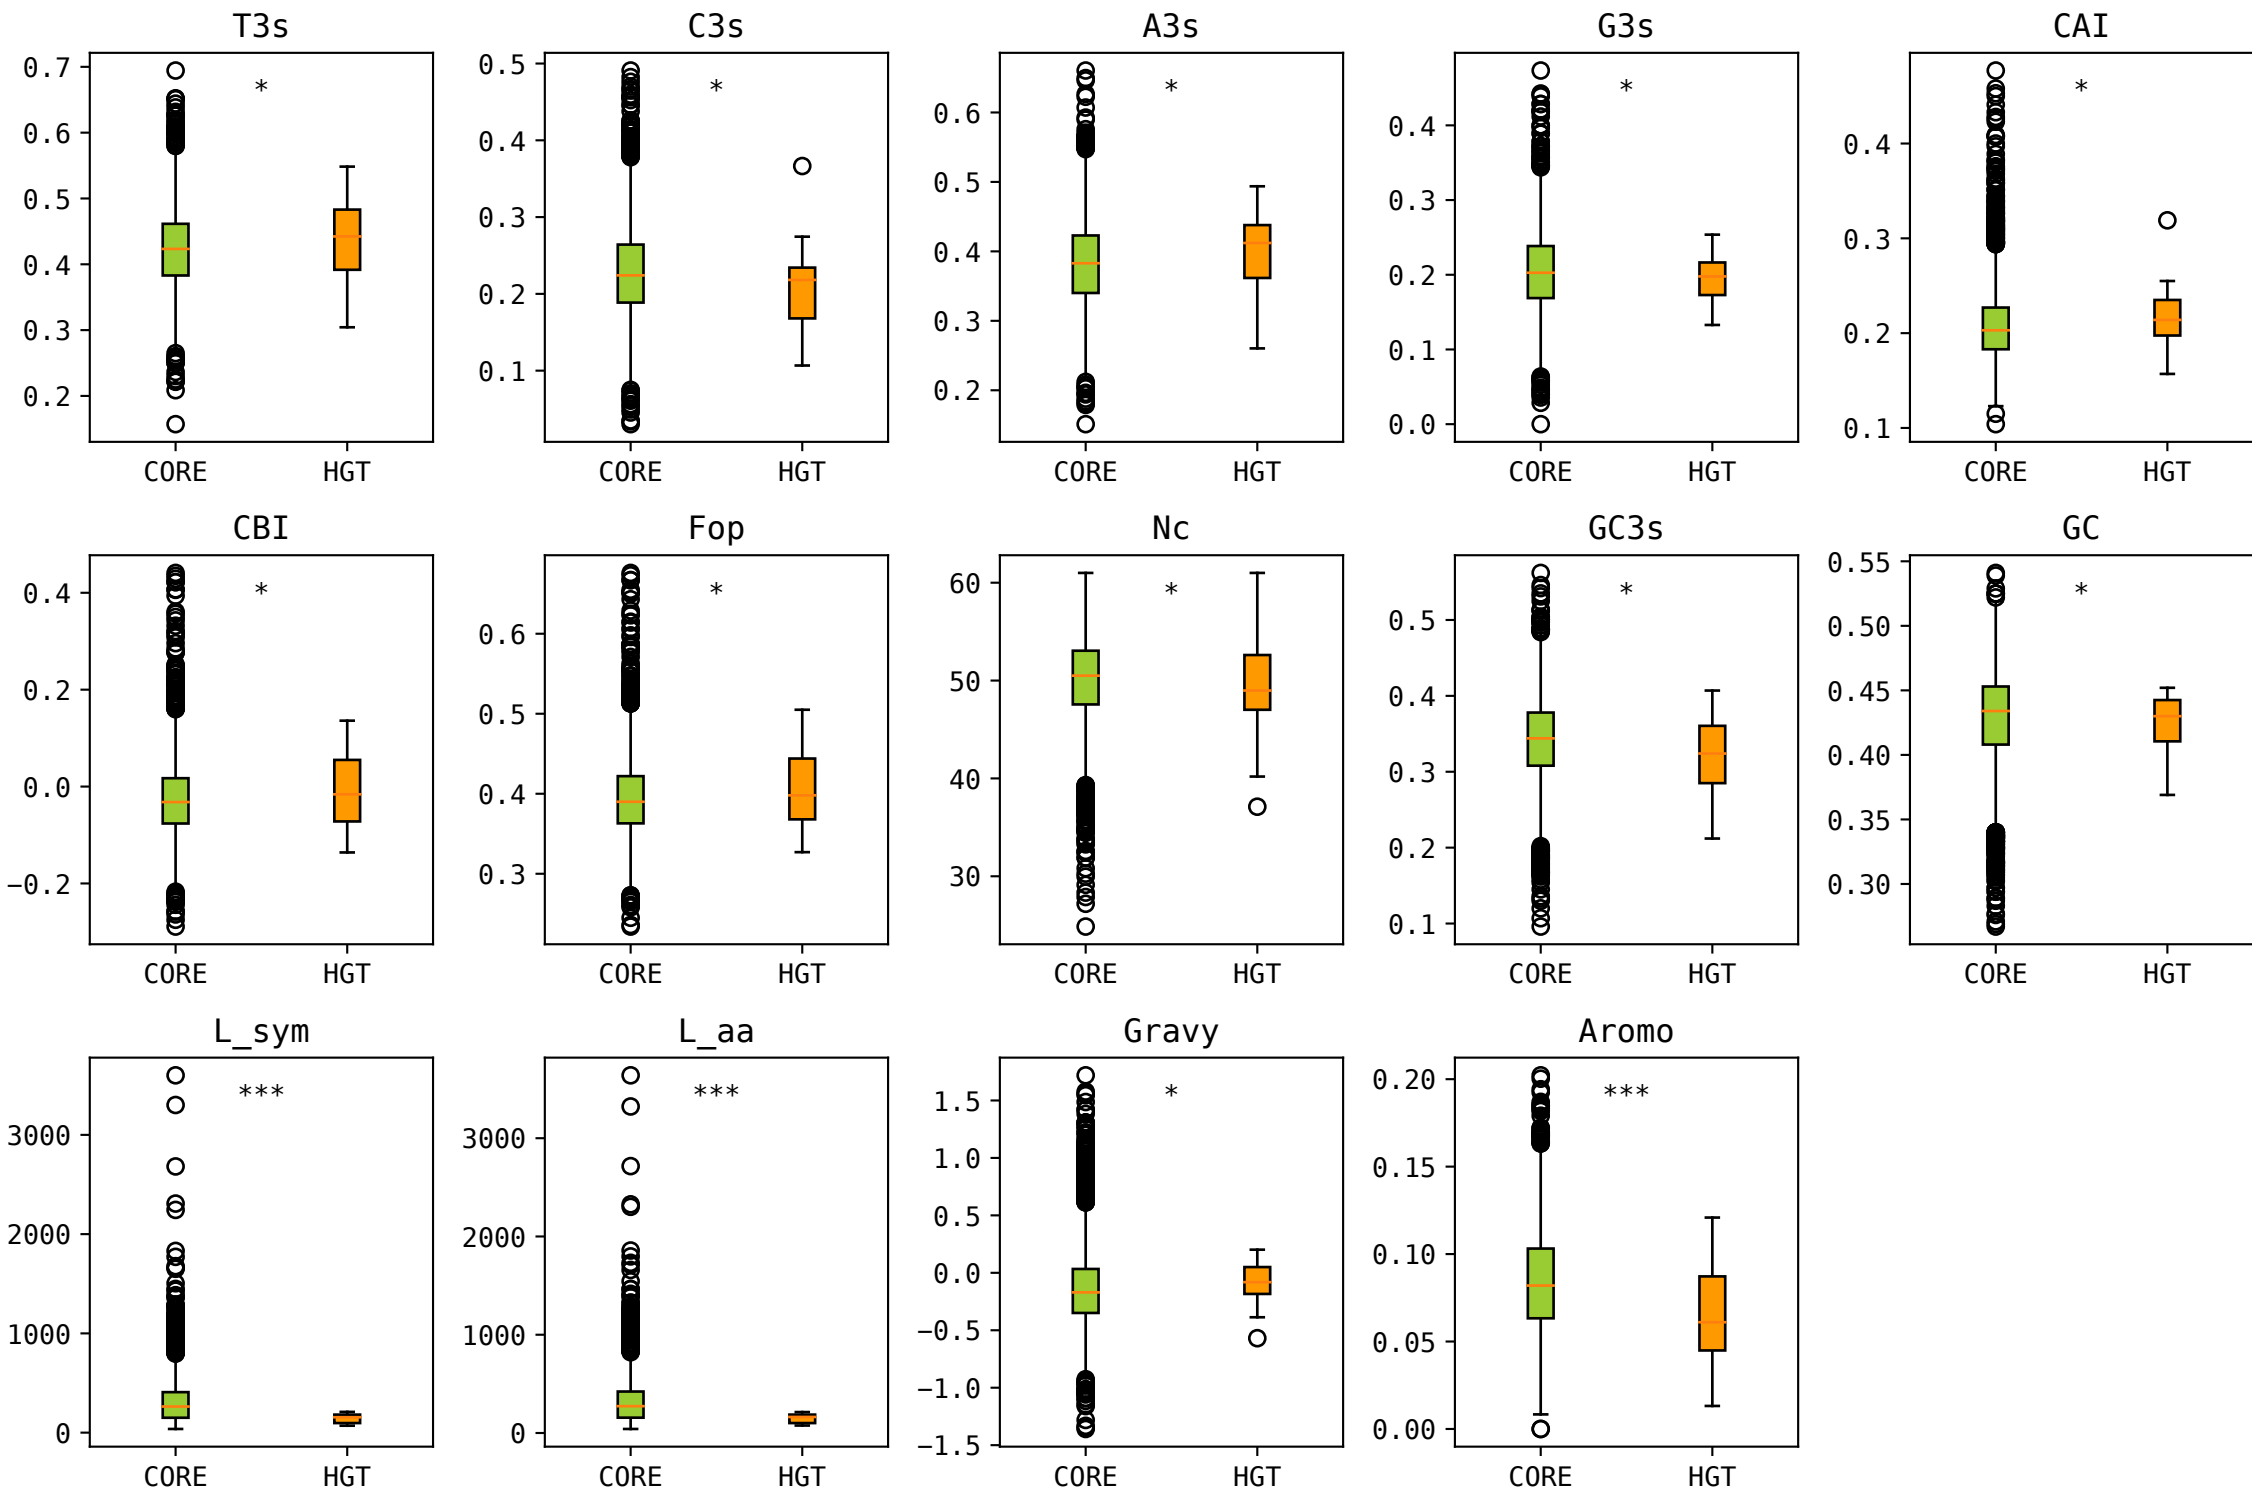 T3s C3s A3s G3s CAI
0.7 0.6 0.5 0.4 0.3 0.2
*
CORE HGT
0.5 0.4 0.3 0.2 0.1
*
CORE HGT
0.6 0.5 0.4 0.3 0.2
*
CORE HGT
0.4 0.3 0.2 0.1 0.0
*
CORE HGT
0.4 0.3 0.2 0.1
*
CORE HGT
CBI Fop Nc GC3s GC
0.4 0.2 0.0 −0.2
*
CORE HGT
0.6 0.5 0.4 0.3
*
CORE HGT
60 50 40 30
*
CORE HGT
0.5 0.4 0.3 0.2 0.1
*
CORE HGT
0.55 0.50 0.45 0.40 0.35 0.30
*
CORE HGT
L_sym L_aa Gravy Aromo
3000 2000 1000 0
***
CORE HGT
3000 2000 1000 0
***
CORE HGT
1.5 1.0 0.5 0.0 −0.5 −1.0 −1.5
*
CORE HGT
0.20 0.15 0.10 0.05 0.00
***
CORE HGT